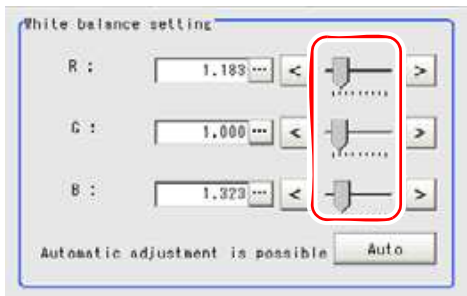 White balance setting
R : 1.183 ... < >
G : 1.000 ... < >
B : 1.323 ... < >
Automatic adjustment is possible Auto